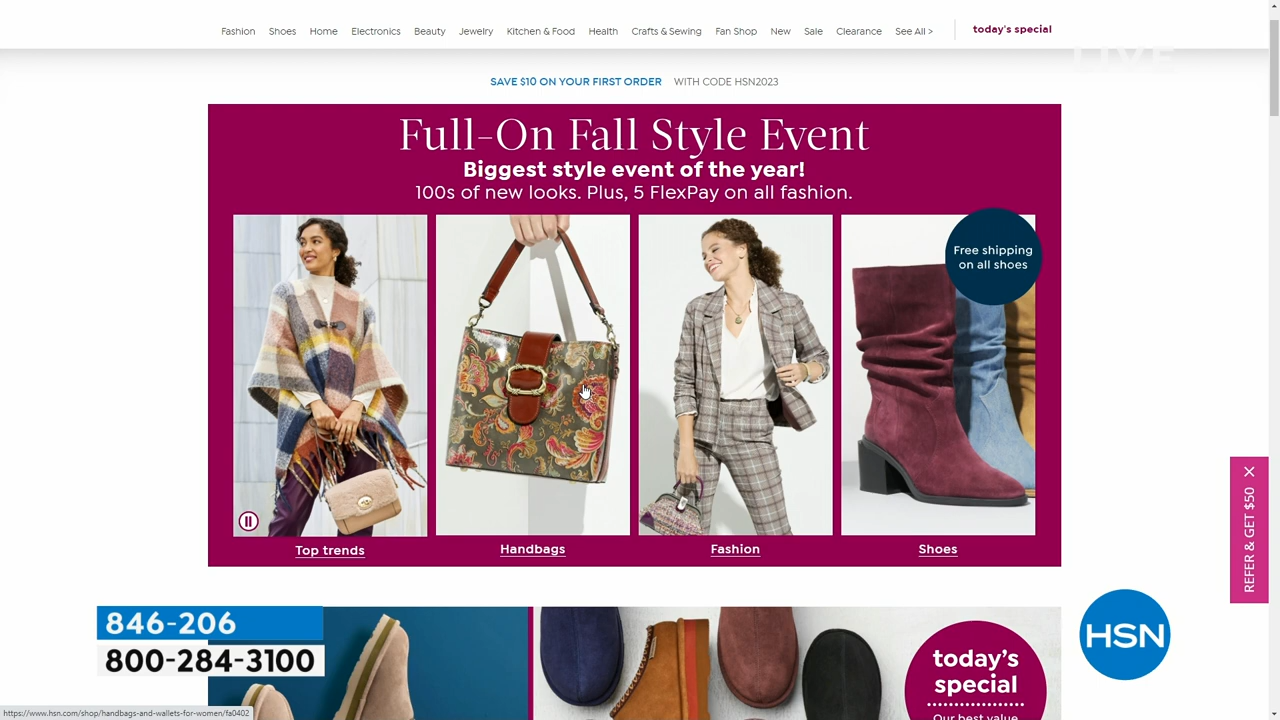 Fashion Shoes Home Electronics Beauty Jewelry Kitchen & Food Health Crafts & Sewing Fan Shop New Sale Clearance See All > today's special
LIVE
SAVE $10 ON YOUR FIRST ORDER WITH CODE HSN2023
Full-On Fall Style Event
Biggest style event of the year!
100s of new looks. Plus, 5 FlexPay on all fashion.
Free shipping
on all shoes
Top trends Handbags Fashion Shoes
REFER & GET $50
846-206
800-284-3100
HSN
today's
special
Our best value
https://www.hsn.com/shop/handbags-and-wallets-for-women/fa0402